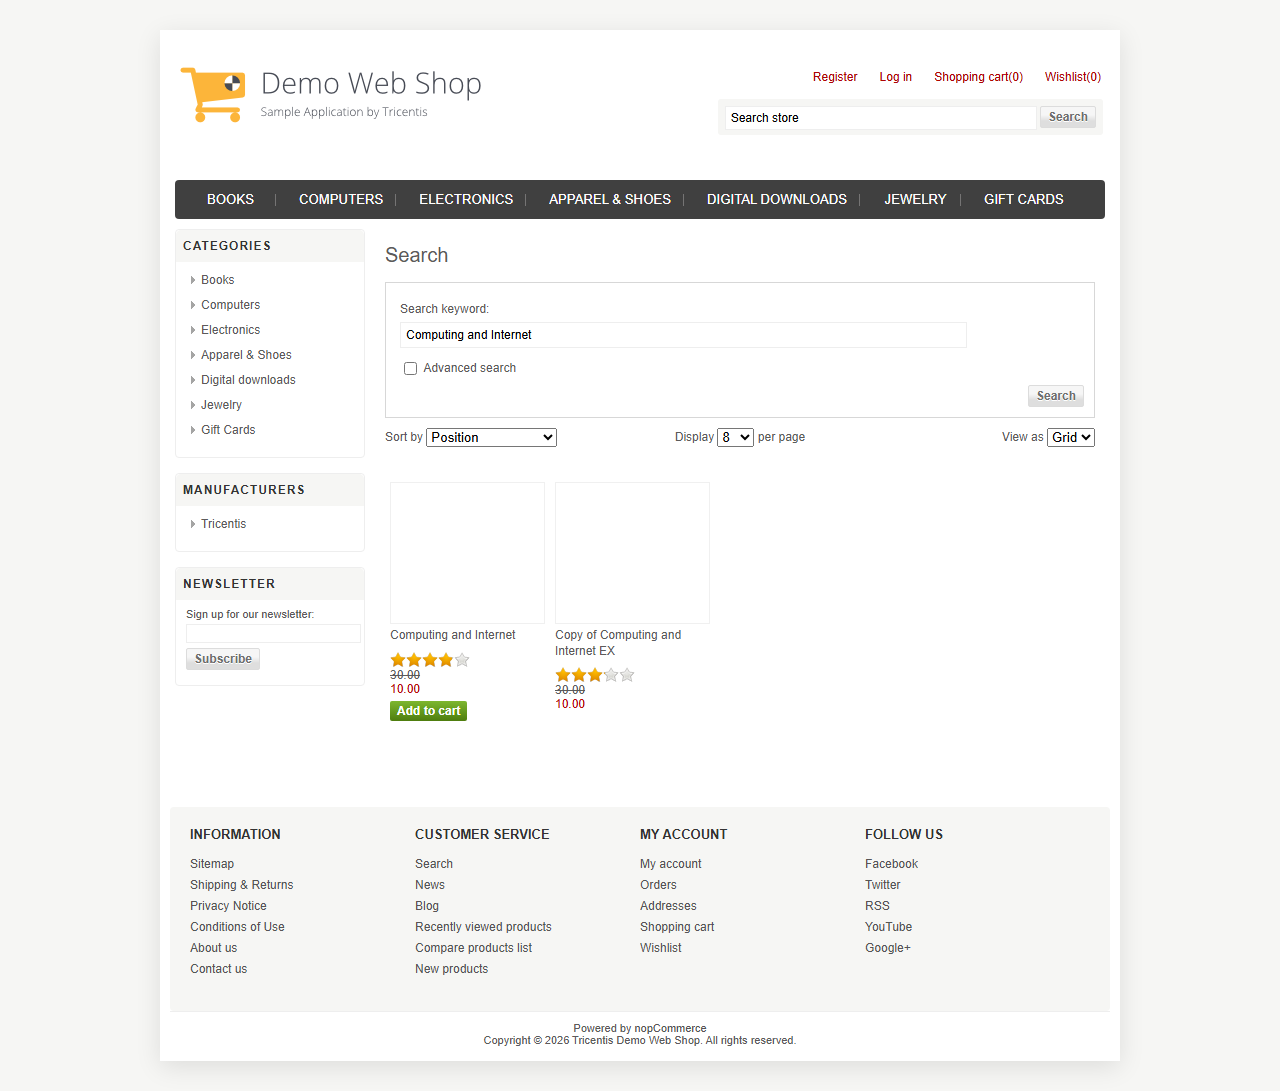 Demo Web Shop
Sample Application by Tricentis
Register Log in Shopping cart(0) Wishlist(0)
Search store Search
BOOKS COMPUTERS ELECTRONICS APPAREL & SHOES DIGITAL DOWNLOADS JEWELRY GIFT CARDS
CATEGORIES
Books
Computers
Electronics
Apparel & Shoes
Digital downloads
Jewelry
Gift Cards
MANUFACTURERS
Tricentis
NEWSLETTER
Sign up for our newsletter:
Subscribe
Search
Search keyword:
Computing and Internet
Advanced search
Search
Sort by Position Display 8 per page View as Grid
Computing and Internet
30.00
10.00
Add to cart
Copy of Computing and
Internet EX
30.00
10.00
INFORMATION
Sitemap
Shipping & Returns
Privacy Notice
Conditions of Use
About us
Contact us
CUSTOMER SERVICE
Search
News
Blog
Recently viewed products
Compare products list
New products
MY ACCOUNT
My account
Orders
Addresses
Shopping cart
Wishlist
FOLLOW US
Facebook
Twitter
RSS
YouTube
Google+
Powered by nopCommerce
Copyright © 2026 Tricentis Demo Web Shop. All rights reserved.